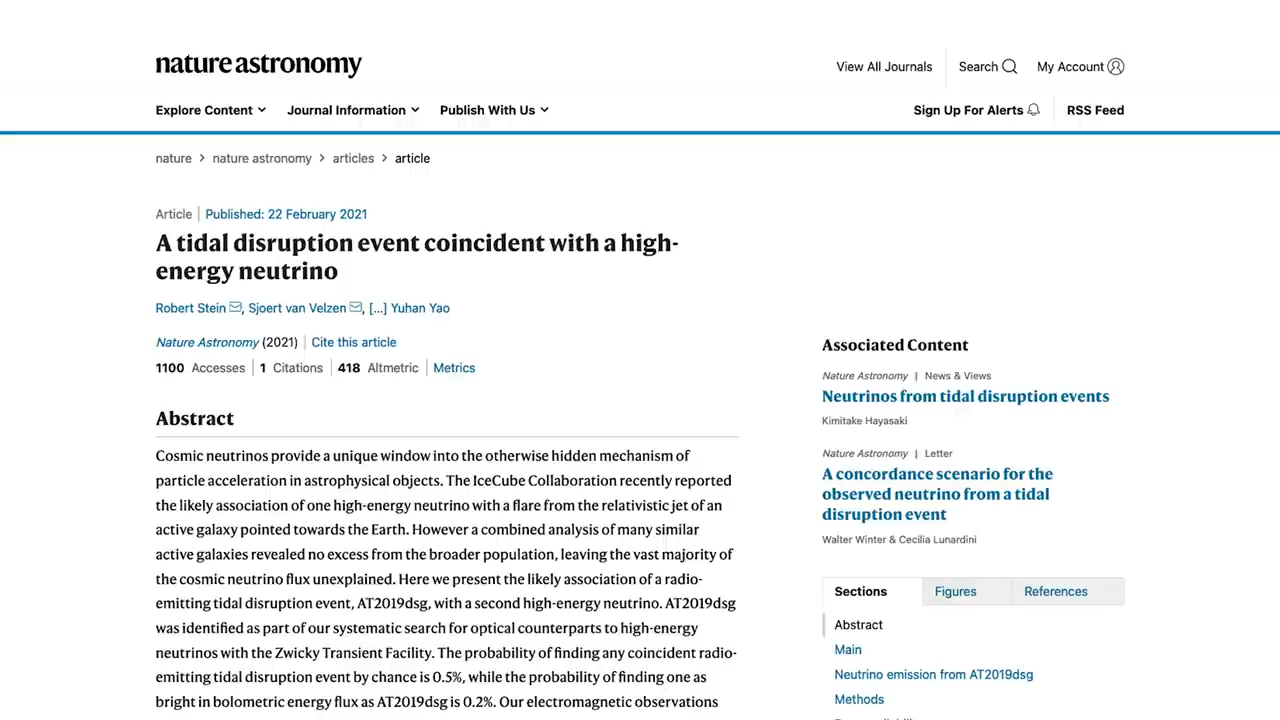 nature astronomy
View All Journals
Search
My Account
Explore Content
Journal Information
Publish With Us
Sign Up For Alerts
RSS Feed
nature > nature astronomy > articles > article
Article | Published: 22 February 2021
A tidal disruption event coincident with a high-
energy neutrino
Robert Stein, Sjoert van Velzen, [...] Yuhan Yao
Nature Astronomy (2021) | Cite this article
1100 Accesses | 1 Citations | 418 Altmetric | Metrics
Abstract
Cosmic neutrinos provide a unique window into the otherwise hidden mechanism of
particle acceleration in astrophysical objects. The IceCube Collaboration recently reported
the likely association of one high-energy neutrino with a flare from the relativistic jet of an
active galaxy pointed towards the Earth. However a combined analysis of many similar
active galaxies revealed no excess from the broader population, leaving the vast majority of
the cosmic neutrino flux unexplained. Here we present the likely association of a radio-
emitting tidal disruption event, AT2019dsg, with a second high-energy neutrino. AT2019dsg
was identified as part of our systematic search for optical counterparts to high-energy
neutrinos with the Zwicky Transient Facility. The probability of finding any coincident radio-
emitting tidal disruption event by chance is 0.5%, while the probability of finding one as
bright in bolometric energy flux as AT2019dsg is 0.2%. Our electromagnetic observations
Associated Content
Nature Astronomy | News & Views
Neutrinos from tidal disruption events
Kimitake Hayasaki
Nature Astronomy | Letter
A concordance scenario for the
observed neutrino from a tidal
disruption event
Walter Winter & Cecilia Lunardini
Sections
Figures
References
Abstract
Main
Neutrino emission from AT2019dsg
Methods